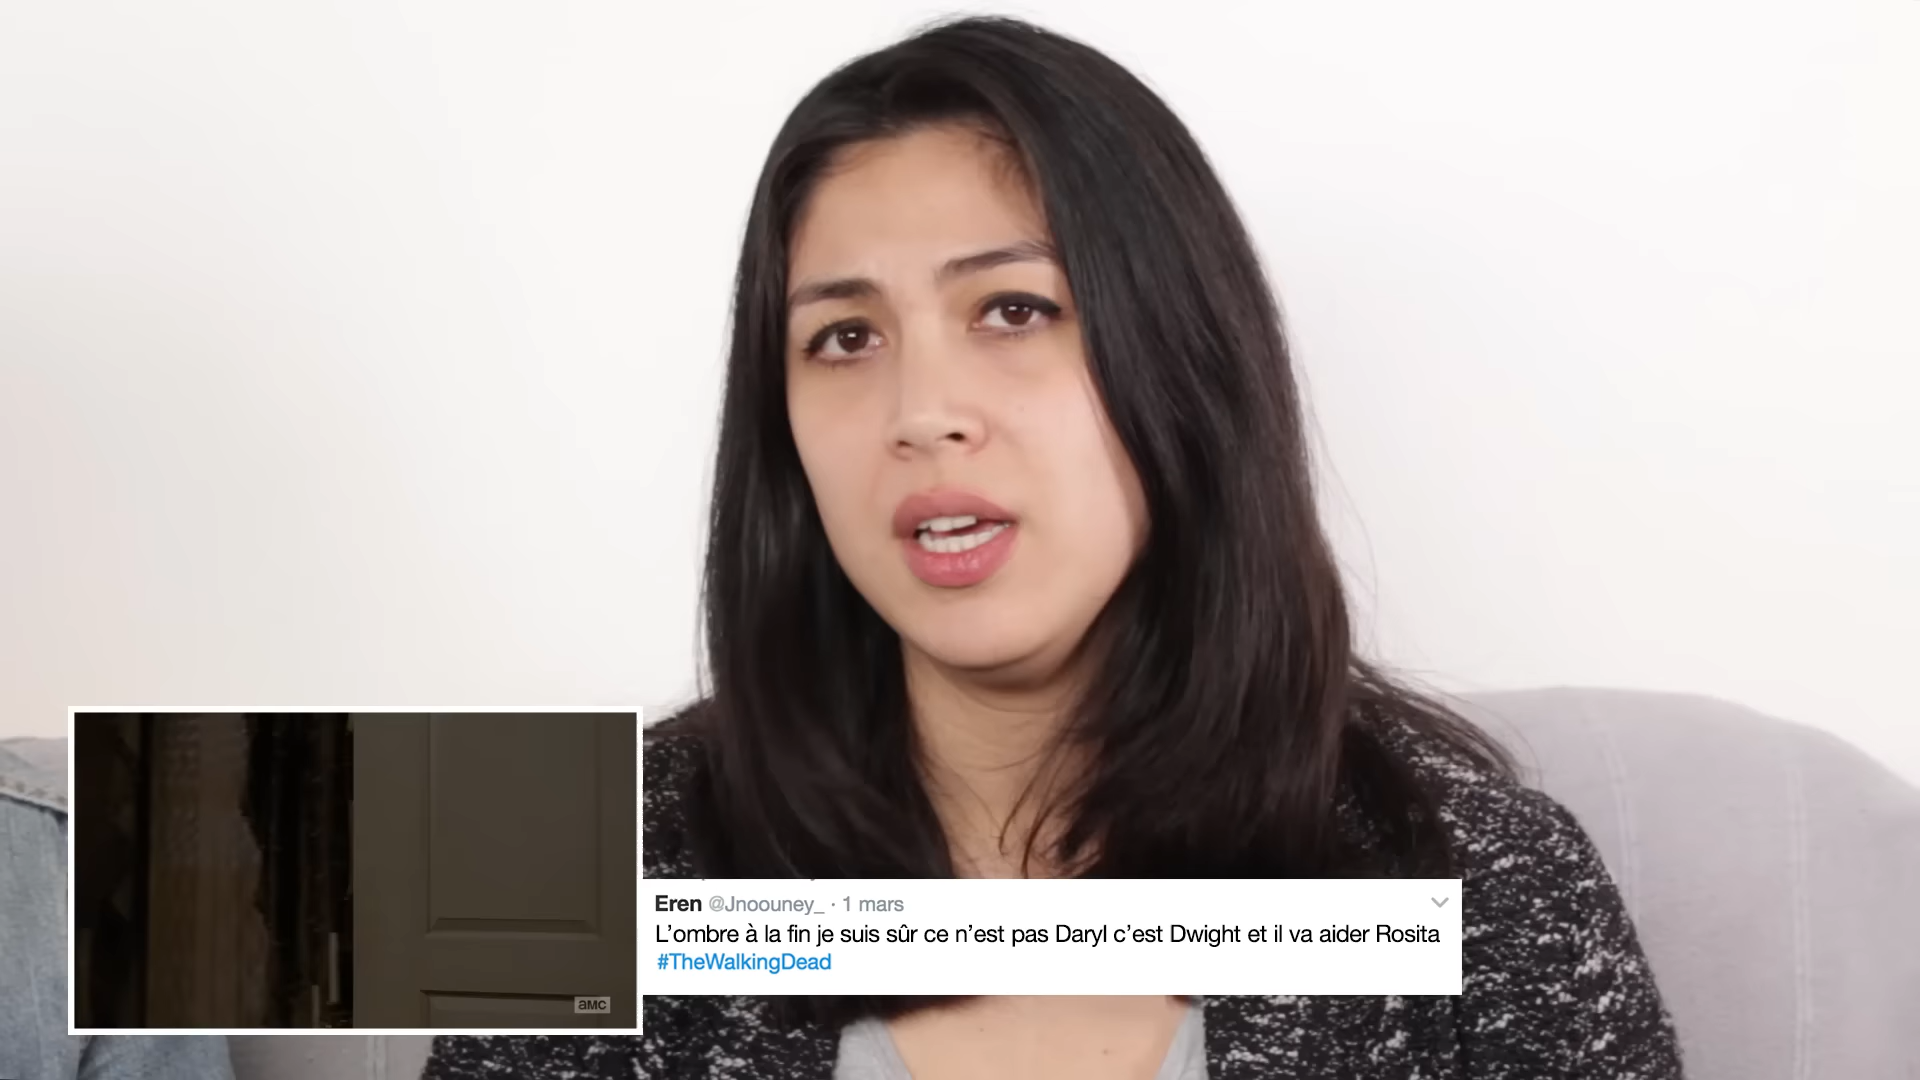 Eren @Jnoouney_ · 1 mars
L’ombre à la fin je suis sûr ce n’est pas Daryl c’est Dwight et il va aider Rosita
#TheWalkingDead
aMC